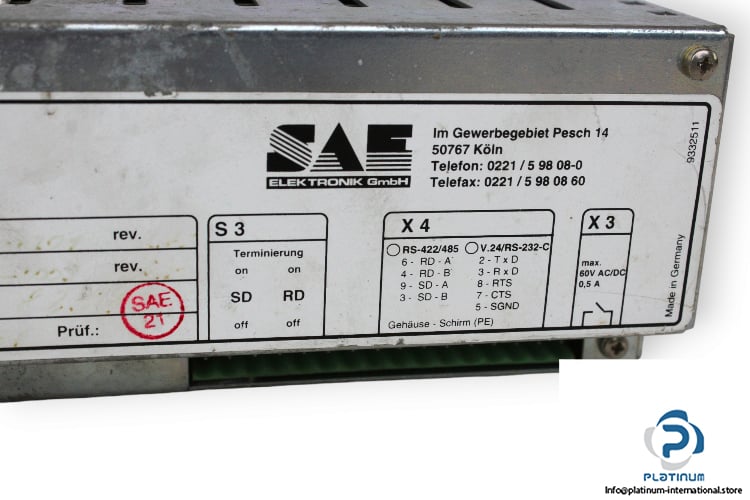 SAE
ELEKTRONIK GmbH
Im Gewerbegebiet Pesch 14
50767 Köln
Telefon: 0221 / 5 98 08-0
Telefax: 0221 / 5 98 08 60
9332511
rev.
rev.
Prüf.:
SAE
21
S 3
Terminierung
on on
SD RD
off off
X 4
RS-422/485 V.24/RS-232-C
6 - RD - A 2 - T x D
4 - RD - B 3 - R x D
9 - SD - A 8 - RTS
3 - SD - B 7 - CTS
5 - SGND
Gehäuse - Schirm (PE)
X 3
max.
60V AC/DC
0,5 A
Made in Germany
PLATINUM
Info@platinum-international.store